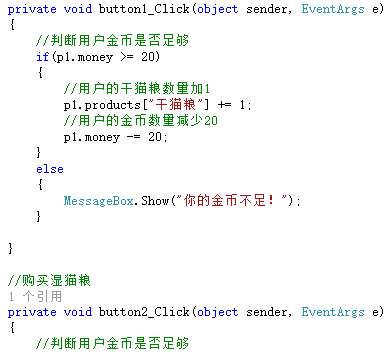 private void button1_Click(object sender, EventArgs e)
{
//判断用户金币是否足够
if(p1.money >= 20)
{
//用户的干猫粮数量加1
p1.products["干猫粮"] += 1;
//用户的金币数量减少20
p1.money -= 20;
}
else
{
MessageBox.Show("你的金币不足！");
}
}
//购买湿猫粮
1 个引用
private void button2_Click(object sender, EventArgs e)
{
//判断用户金币是否足够